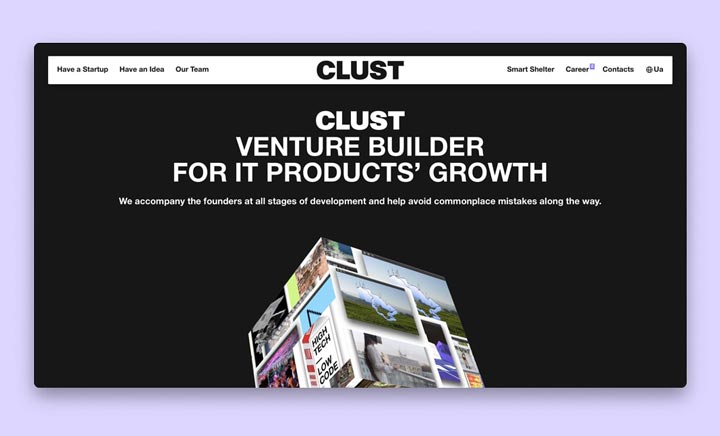 Have a Startup Have an Idea Our Team CLUST Smart Shelter Career Contacts Ua
CLUST
VENTURE BUILDER
FOR IT PRODUCTS’ GROWTH
We accompany the founders at all stages of development and help avoid commonplace mistakes along the way.
HIGH
TECH
LOW
CODE